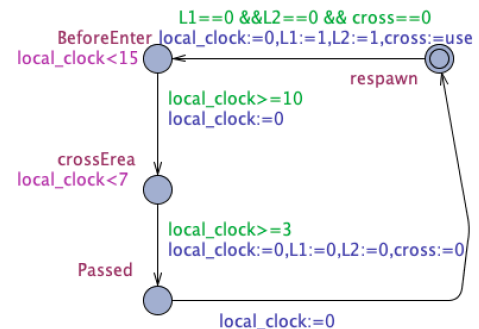 L1==0 &&L2==0 && cross==0
BeforeEnter local_clock:=0,L1:=1,L2:=1,cross:=use
local_clock<15
respawn
local_clock>=10
local_clock:=0
crossErea
local_clock<7
local_clock>=3
local_clock:=0,L1:=0,L2:=0,cross:=0
Passed
local_clock:=0